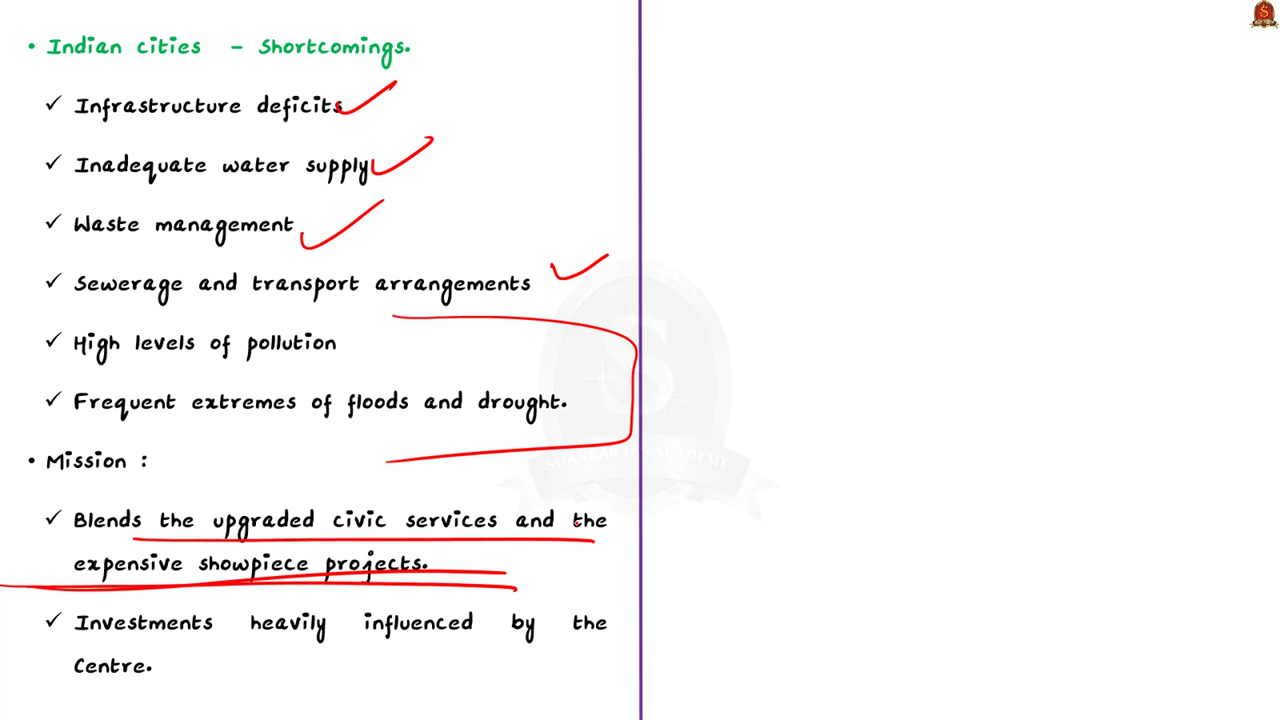 • Indian cities – Shortcomings.
✓ Infrastructure deficits
✓ Inadequate water supply
✓ Waste management
✓ Sewerage and transport arrangements
✓ High levels of pollution
✓ Frequent extremes of floods and drought.
• Mission :
✓ Blends the upgraded civic services and the
expensive showpiece projects.
✓ Investments heavily influenced by the
Centre.